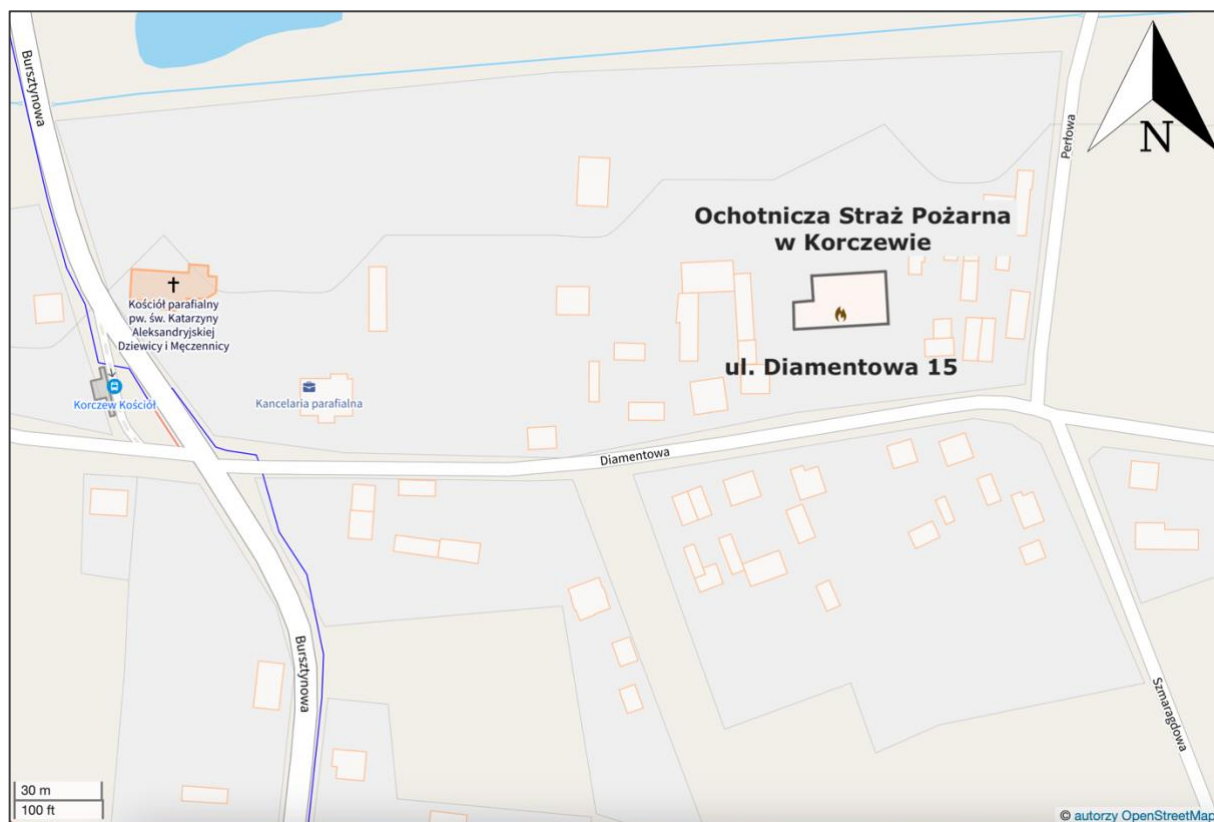 Bursztynowa
Perłowa
N
Ochotnicza Straż Pożarna
w Korczewie
Kościół parafialny
pw. św. Katarzyny
Aleksandryjskiej
Dziewicy i Męczennicy
ul. Diamentowa 15
Korczew Kościół
Kancelaria parafialna
Diamentowa
Bursztynowa
Szmaragdowa
30 m
100 ft
© autorzy OpenStreetMap